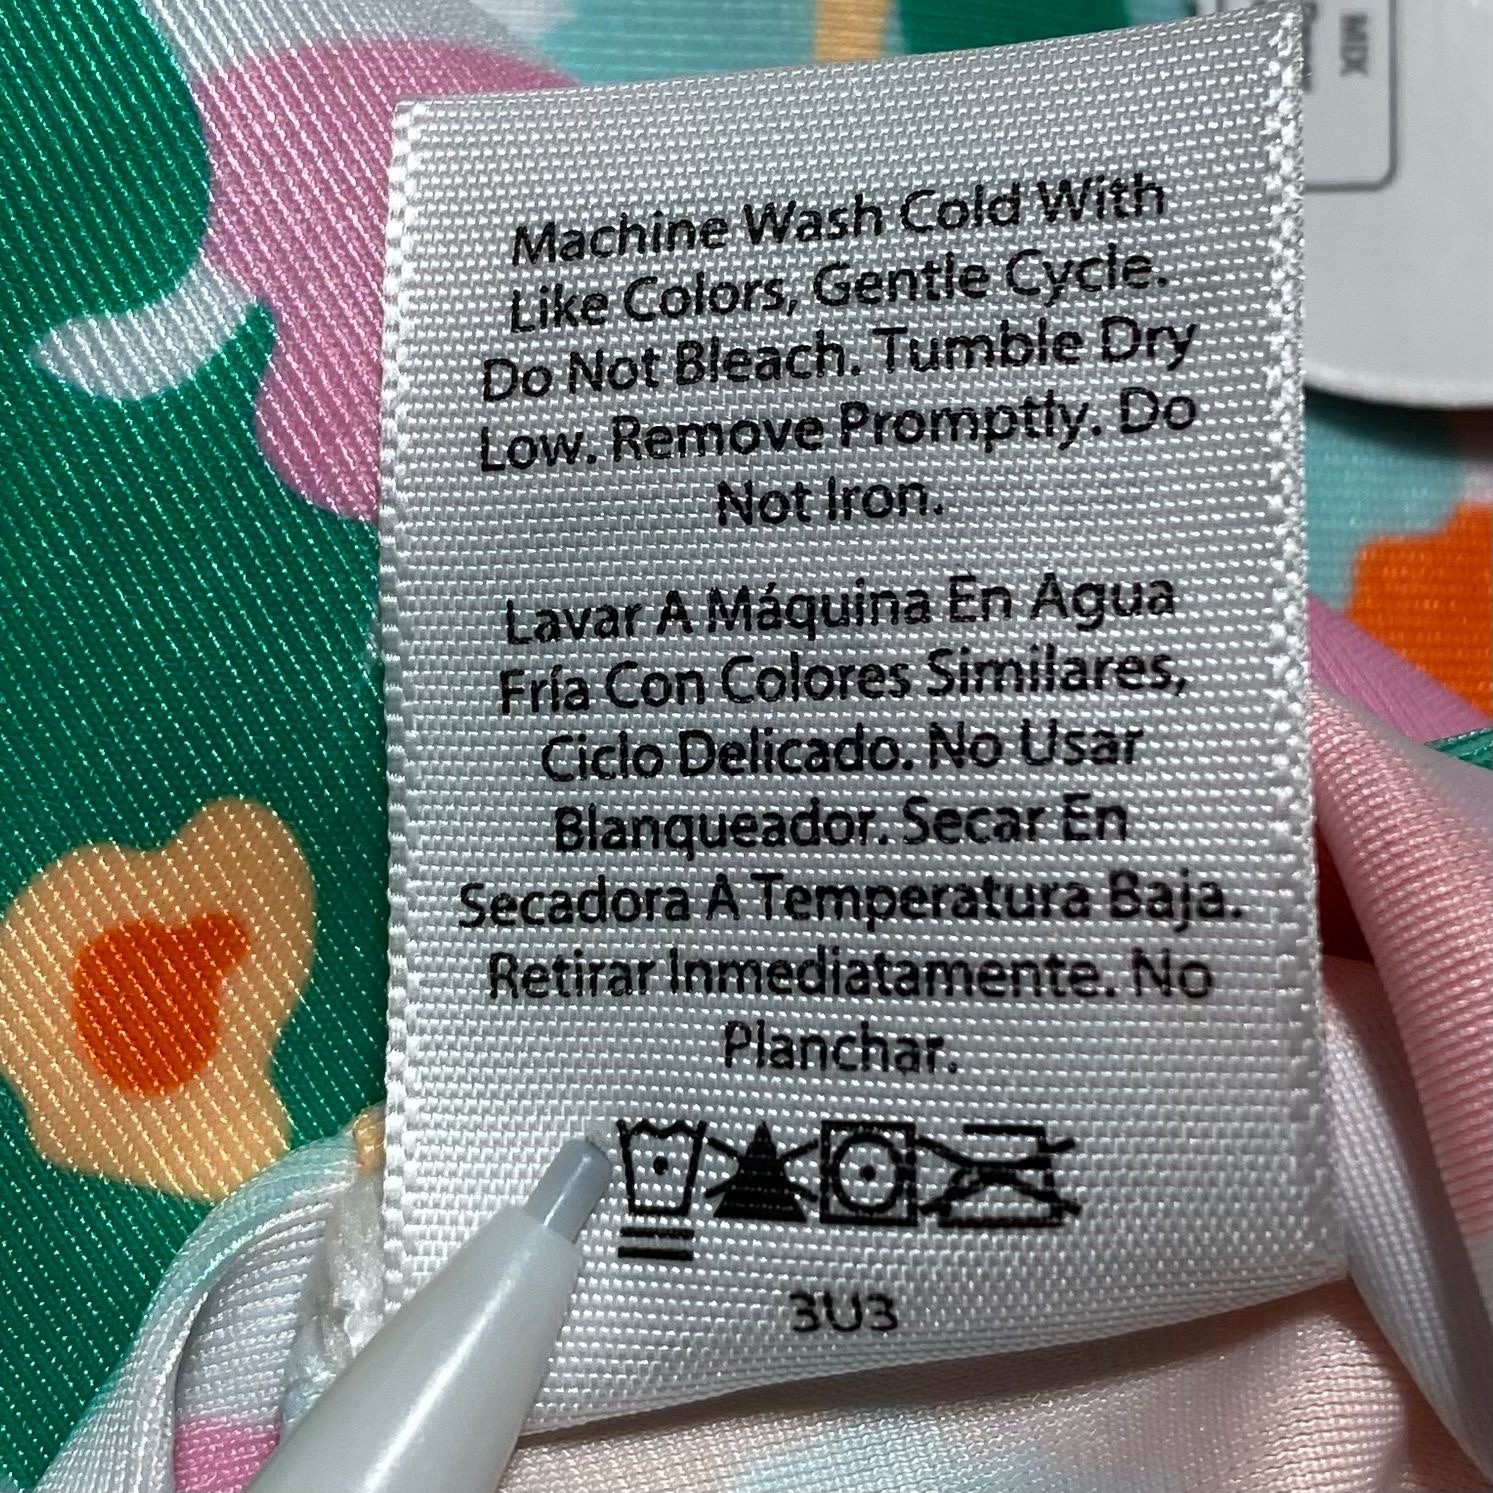 MIX
Machine Wash Cold With
Like Colors, Gentle Cycle.
Do Not Bleach. Tumble Dry
Low. Remove Promptly. Do
Not Iron.
Lavar A Máquina En Agua
Fría Con Colores Similares,
Ciclo Delicado. No Usar
Blanqueador. Secar En
Secadora A Temperatura Baja.
Retirar Inmediatamente. No
Planchar.
3U3